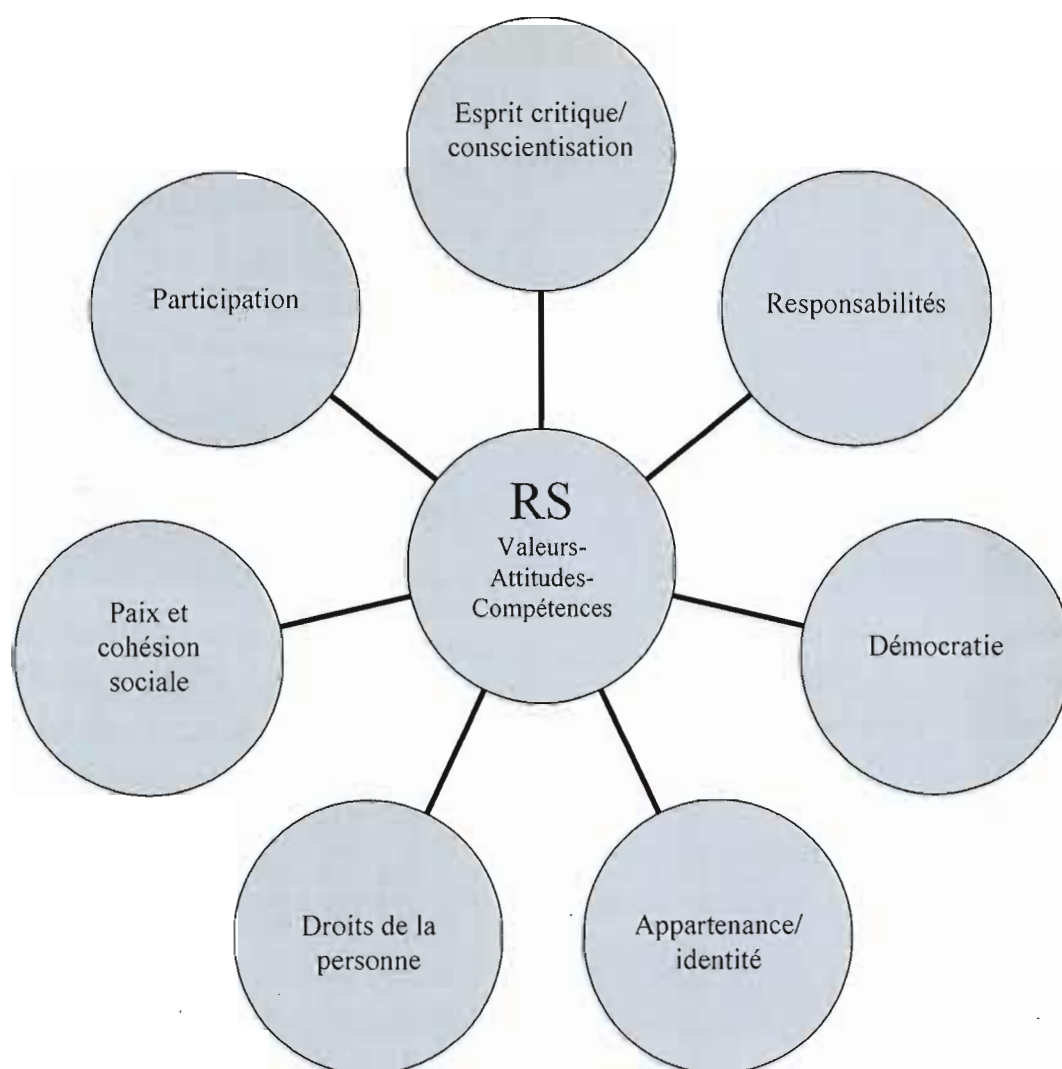 Esprit critique/
conscientisation
Participation
Responsabilités
RS
Valeurs-
Attitudes-
Compétences
Paix et
cohésion
sociale
Démocratie
Droits de la
personne
Appartenance/
identité